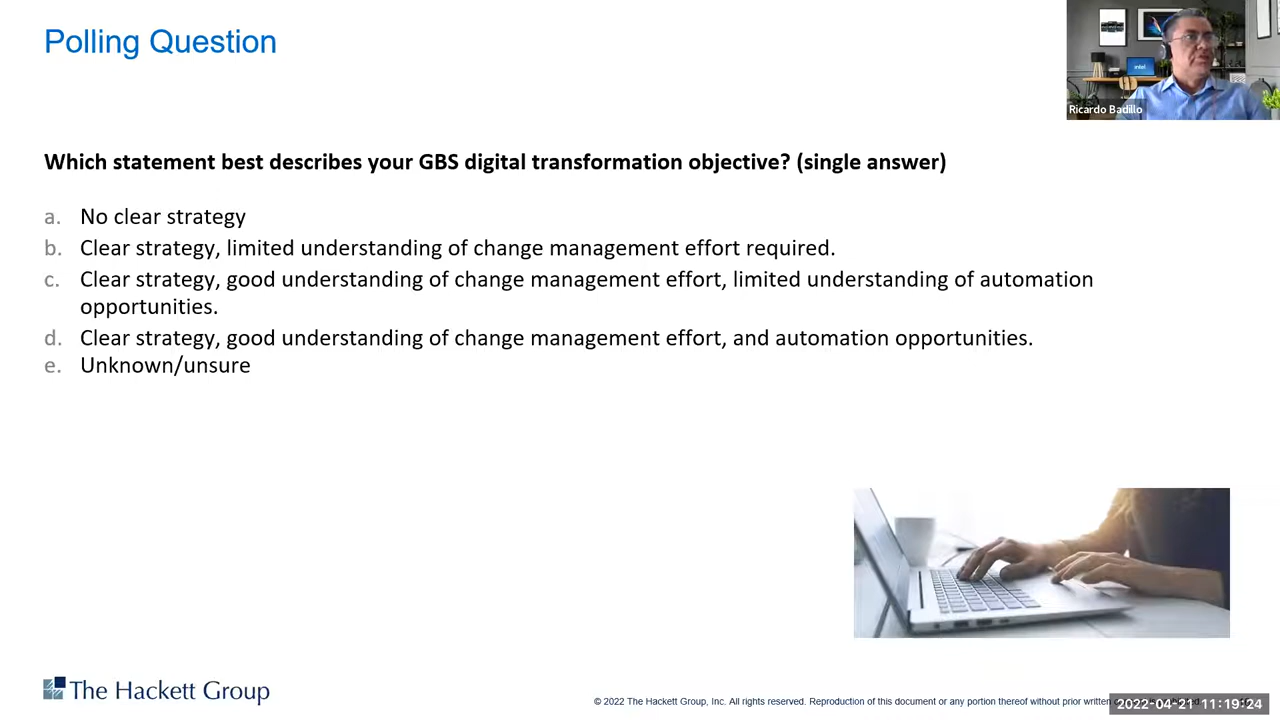 Polling Question
intel
Ricardo Badillo
Which statement best describes your GBS digital transformation objective? (single answer)
a. No clear strategy
b. Clear strategy, limited understanding of change management effort required.
c. Clear strategy, good understanding of change management effort, limited understanding of automation
opportunities.
d. Clear strategy, good understanding of change management effort, and automation opportunities.
e. Unknown/unsure
The Hackett Group
© 2022 The Hackett Group, Inc. All rights reserved. Reproduction of this document or any portion thereof without prior written
2022-04-21 11:19:24